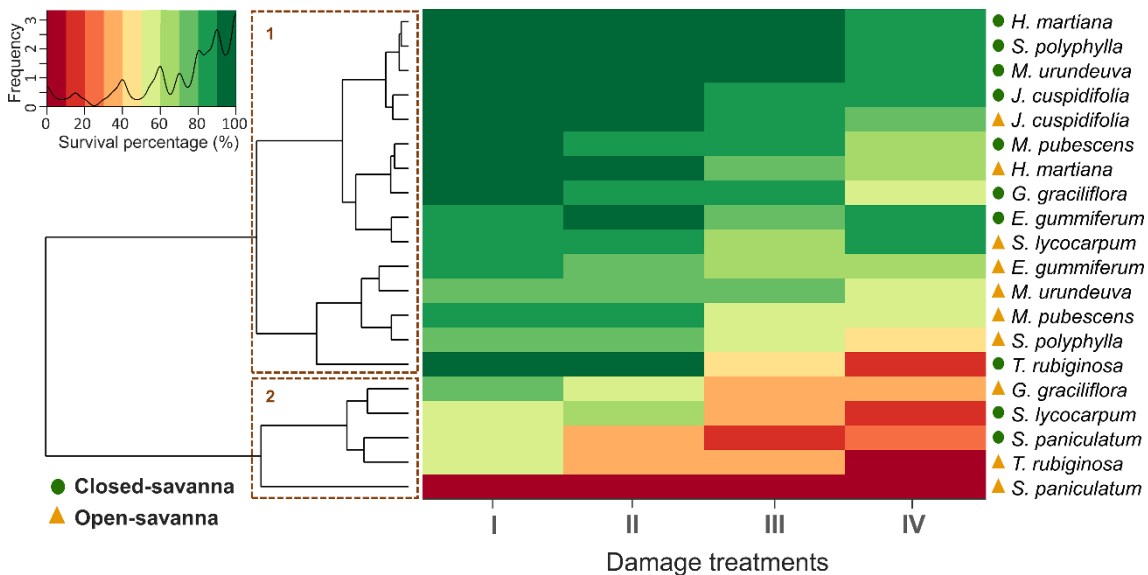 3
2
1
0
Frequency
0 20 40 60 80 100
Survival percentage (%)
1
2
H. martiana
S. polyphylla
M. urundeuva
J. cuspidifolia
J. cuspidifolia
M. pubescens
H. martiana
G. graciliflora
E. gummiferum
S. lycocarpum
E. gummiferum
M. urundeuva
M. pubescens
S. polyphylla
T. rubiginosa
G. graciliflora
S. lycocarpum
S. paniculatum
T. rubiginosa
S. paniculatum
Closed-savanna
Open-savanna
I II III IV
Damage treatments